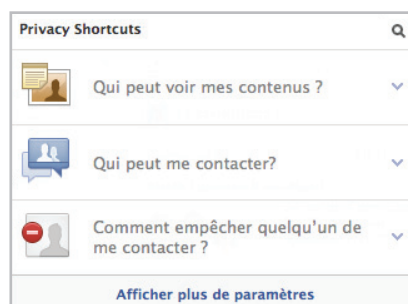 Privacy Shortcuts
Qui peut voir mes contenus ?
Qui peut me contacter?
Comment empêcher quelqu'un de
me contacter ?
Afficher plus de paramètres